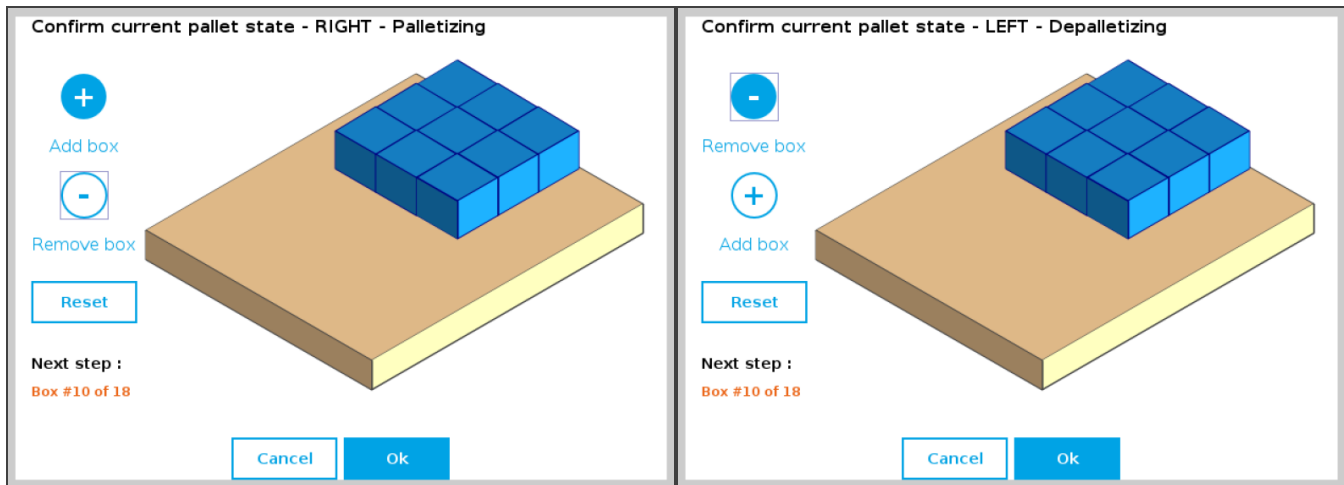 Confirm current pallet state - RIGHT - Palletizing
+
Add box
-
Remove box
Reset
Next step :
Box #10 of 18
Cancel
Ok
Confirm current pallet state - LEFT - Depalletizing
-
Remove box
+
Add box
Reset
Next step :
Box #10 of 18
Cancel
Ok